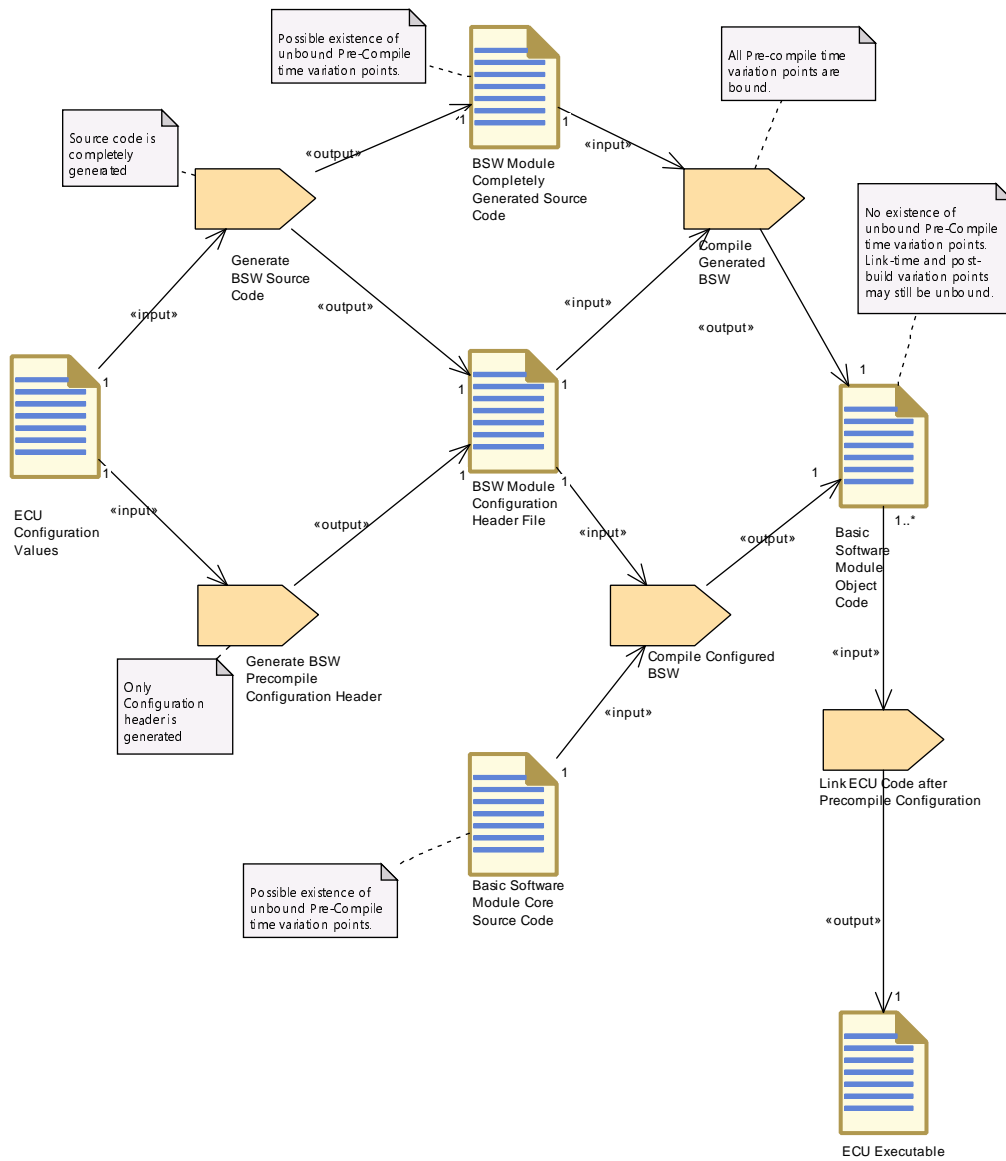 Possible existence of
unbound Pre-Compile
time variation points.
All Pre-compile time
variation points are
bound.
Source code is
completely
generated
1
1
«output»
«input»
BSW Module
Completely
Generated Source
Code
No existence of
unbound Pre-Compile
time variation points.
Link-time and post-
build variation points
may still be unbound.
Generate
BSW Source
Code
Compile
Generated
BSW
«input»
«output»
«input»
«output»
1
1
1
1
1
1
1
1
«input»
«output»
BSW Module
Configuration
Header File
«input»
«output»
1..*
ECU
Configuration
Values
Basic
Software
Module
Object
Code
Generate BSW
Precompile
Configuration Header
Compile Configured
BSW
«input»
Only
Configuration
header is
generated
«input»
1
Link ECU Code after
Precompile Configuration
Possible existence of
unbound Pre-Compile
time variation points.
Basic Software
Module Core
Source Code
«output»
1
ECU Executable